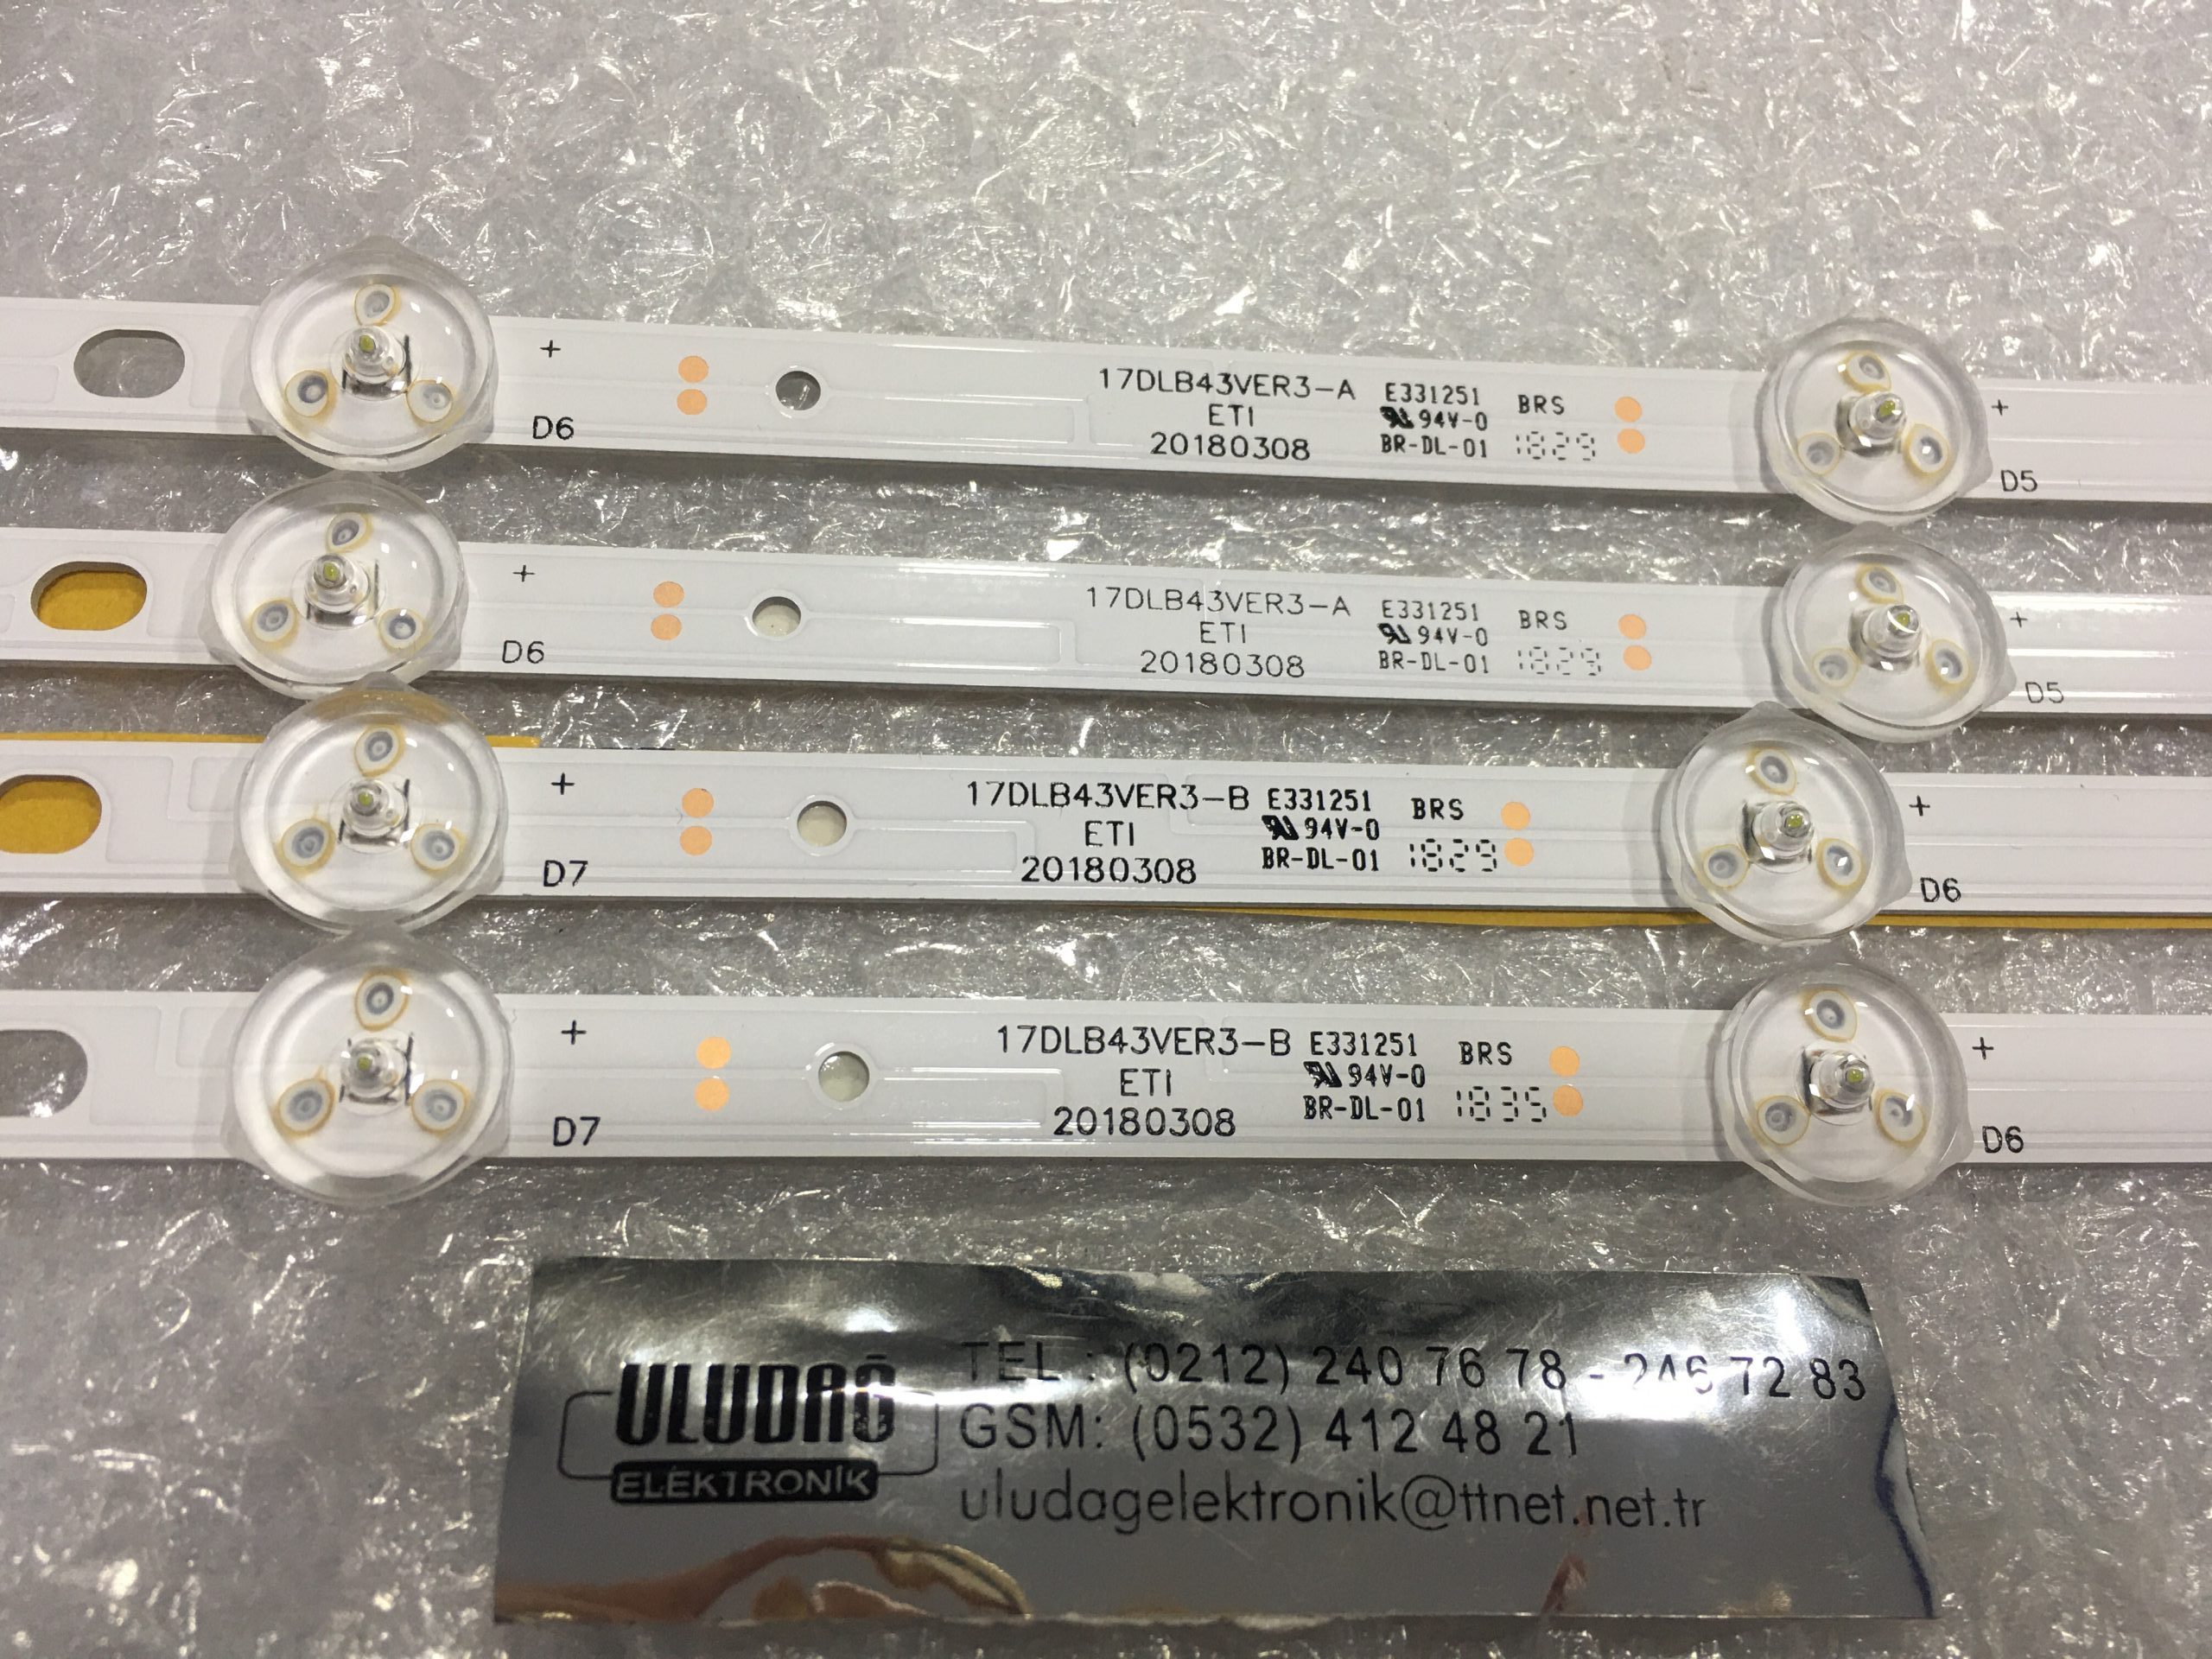 +
D6
17DLB43VER3-A
ETI
20180308
E331251
94V-0
BR-DL-01
BRS
1829
+
D5
+
D6
17DLB43VER3-A
ETI
20180308
E331251
94V-0
BR-DL-01
BRS
1829
+
D5
+
D7
17DLB43VER3-B
ETI
20180308
E331251
94V-0
BR-DL-01
BRS
1829
+
D6
+
D7
17DLB43VER3-B
ETI
20180308
E331251
94V-0
BR-DL-01
BRS
1835
+
D6
ULUDAĞ
ELEKTRONİK
TEL : (0212) 240 76 78 - 246 72 83
GSM: (0532) 412 48 21
uludagelektronik@ttnet.net.tr